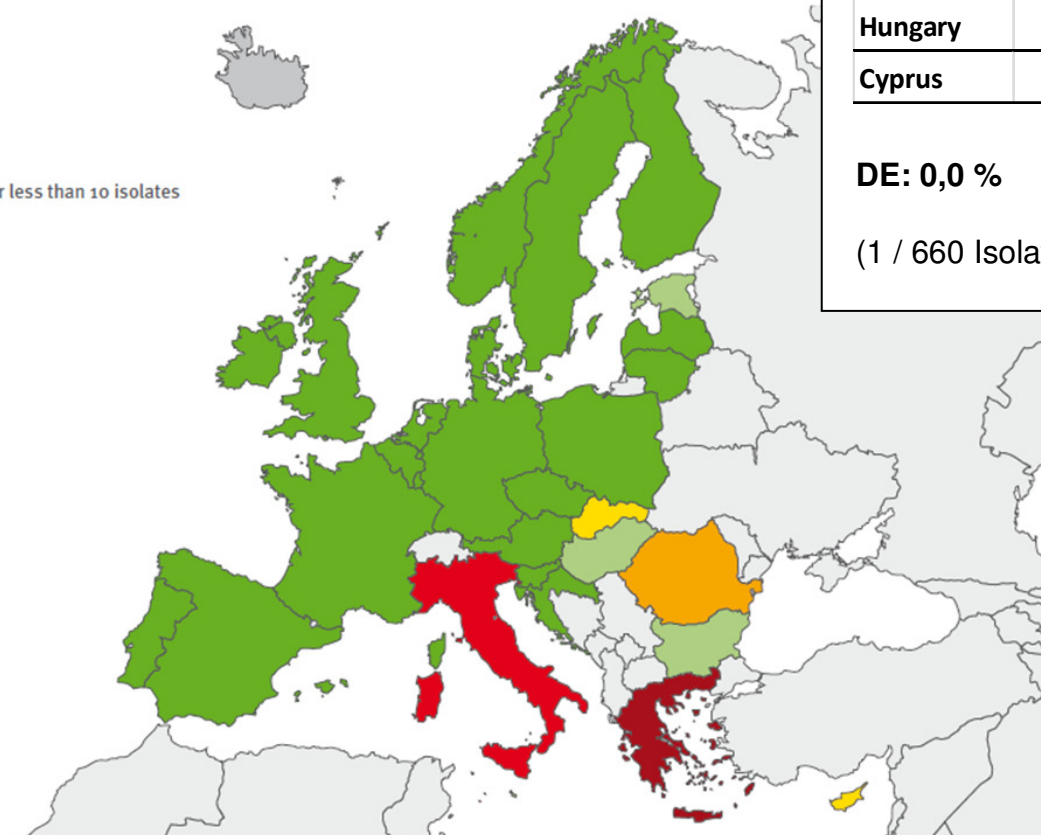 Hungary
Cyprus
less than 10 isolates
DE: 0,0 %
(1 / 660 Isola